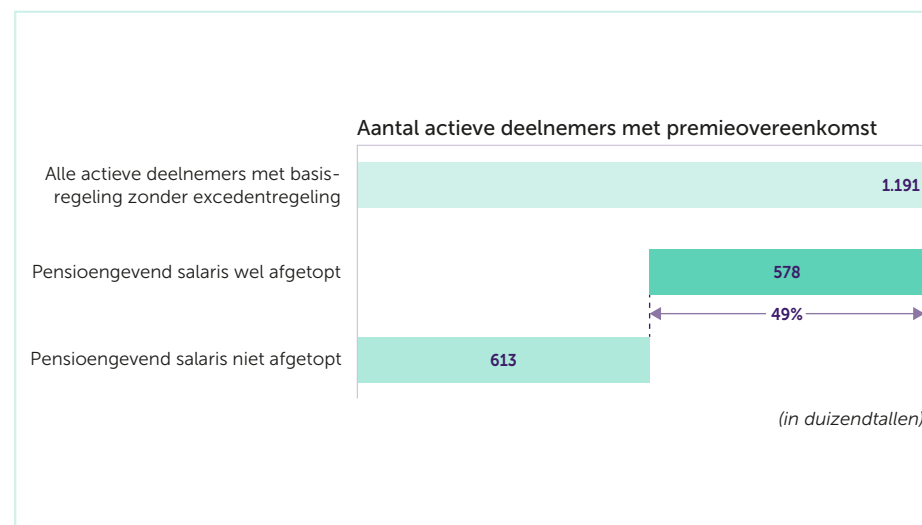 Aantal actieve deelnemers met premieovereenkomst
Alle actieve deelnemers met basis-
regeling zonder excedentregeling
1.191
Pensioengevend salaris wel afgetopt
578
49%
Pensioengevend salaris niet afgetopt
613
(in duizendtallen)